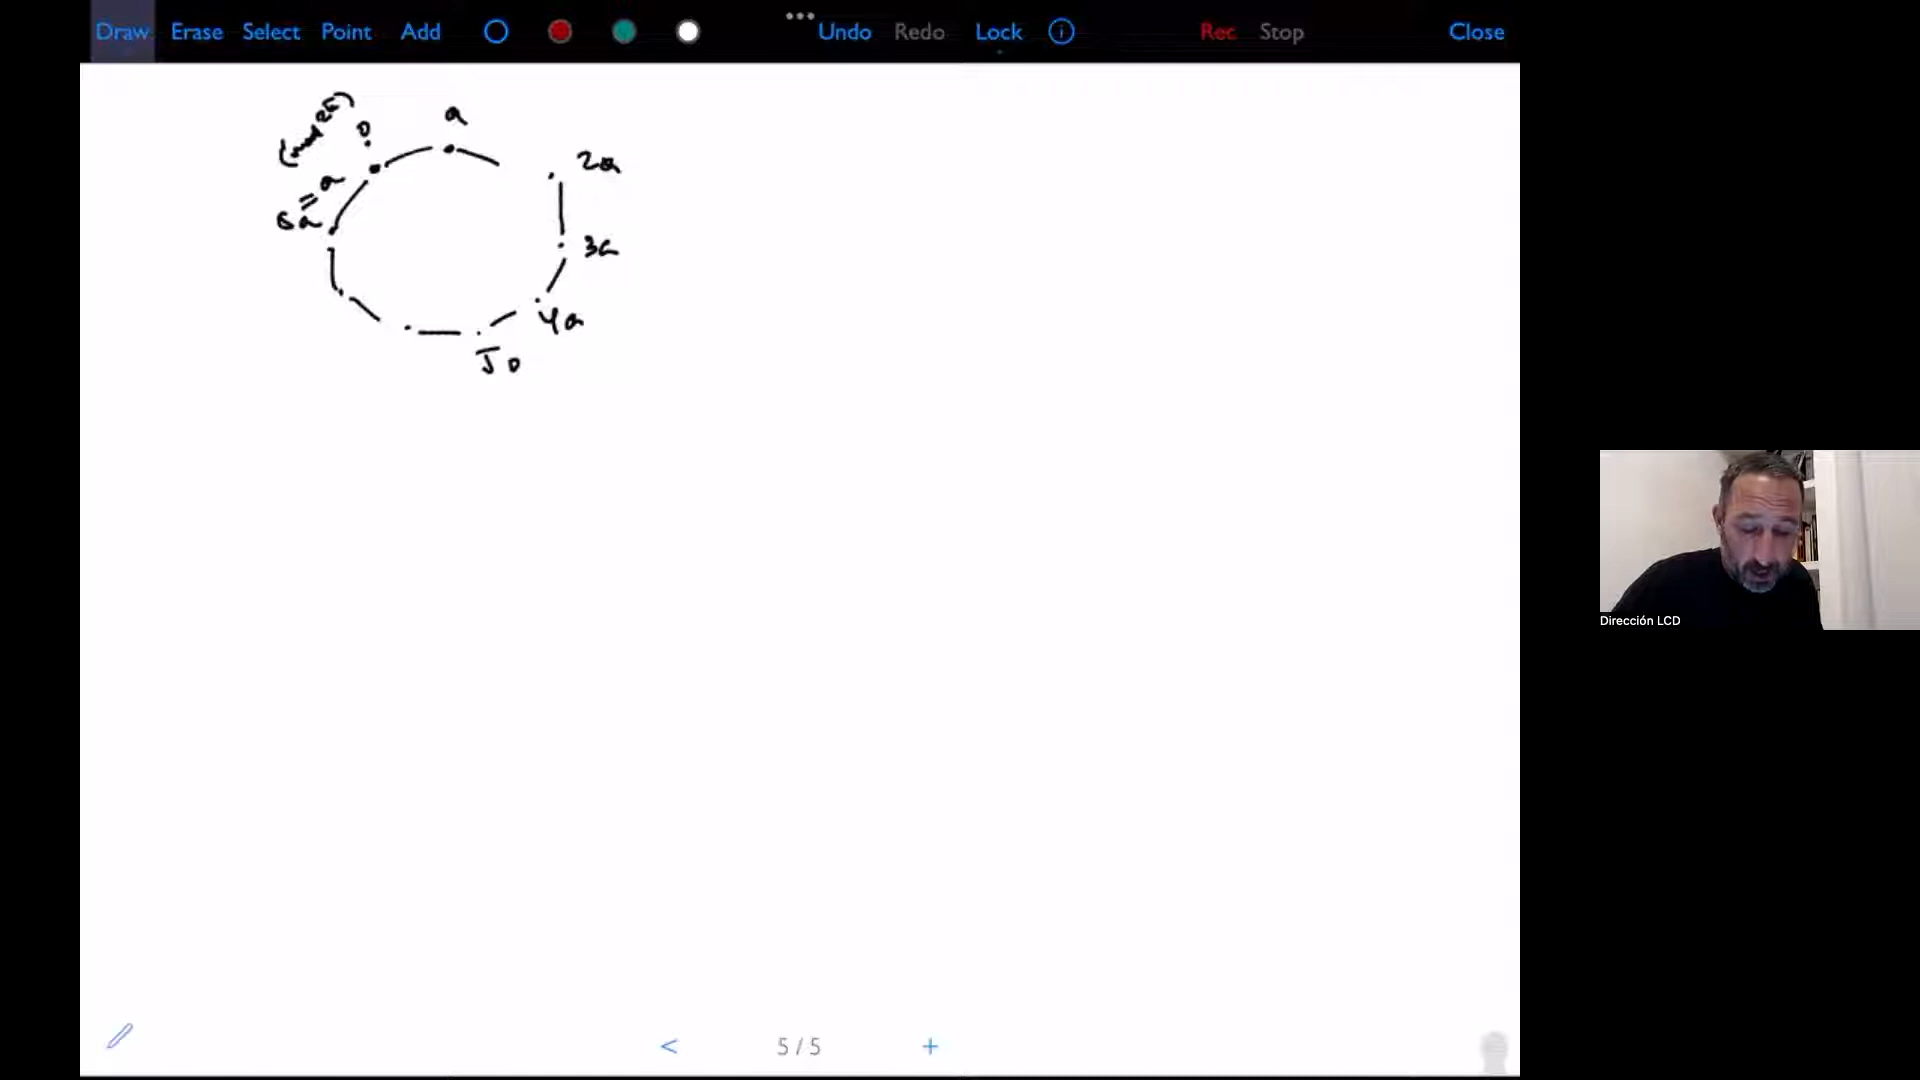 Draw Erase Select Point Add Undo Redo Lock Rec Stop Close
0
a
2a
a
=
6a
3a
4a
Dirección LCD
< 5 / 5 +